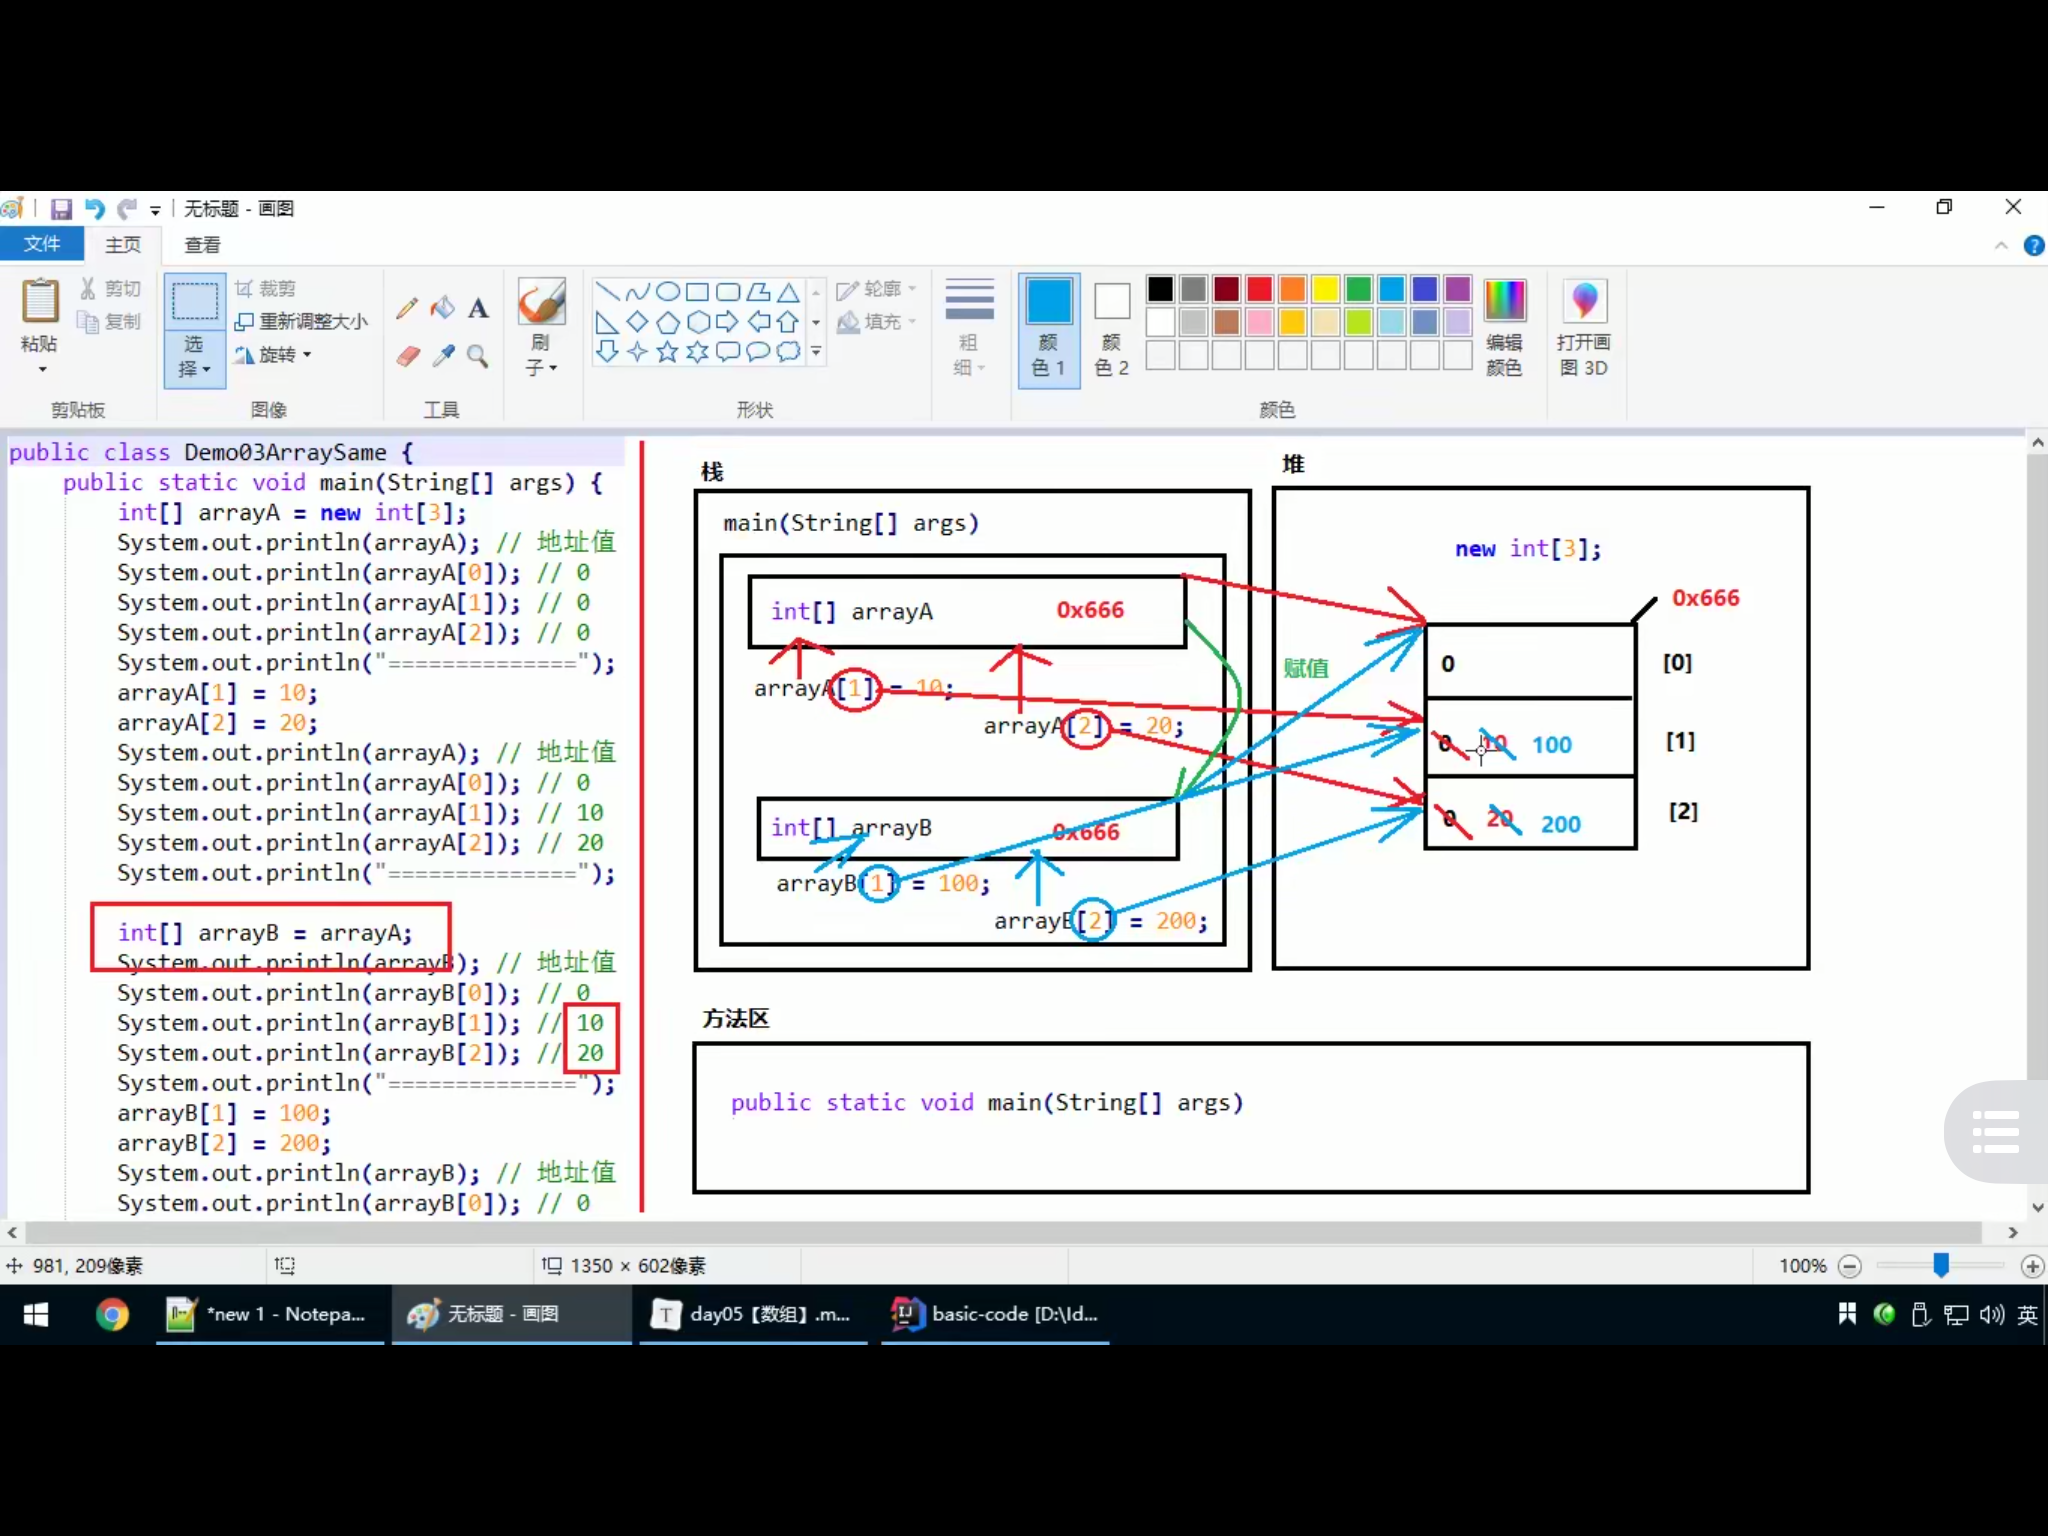 无标题 - 画图
文件 主页 查看
粘贴 剪切 复制 剪贴板
选择 裁剪 重新调整大小 旋转 图像
A
工具
刷子
形状
轮廓 填充
粗细
颜色 1 颜色 2 颜色
编辑颜色
打开画图 3D
public class Demo03ArraySame {
public static void main(String[] args) {
int[] arrayA = new int[3];
System.out.println(arrayA); // 地址值
System.out.println(arrayA[0]); // 0
System.out.println(arrayA[1]); // 0
System.out.println(arrayA[2]); // 0
System.out.println("==============");
arrayA[1] = 10;
arrayA[2] = 20;
System.out.println(arrayA); // 地址值
System.out.println(arrayA[0]); // 0
System.out.println(arrayA[1]); // 10
System.out.println(arrayA[2]); // 20
System.out.println("==============");
int[] arrayB = arrayA;
System.out.println(arrayB); // 地址值
System.out.println(arrayB[0]); // 0
System.out.println(arrayB[1]); // 10
System.out.println(arrayB[2]); // 20
System.out.println("==============");
arrayB[1] = 100;
arrayB[2] = 200;
System.out.println(arrayB); // 地址值
System.out.println(arrayB[0]); // 0
栈
main(String[] args)
int[] arrayA 0x666
arrayA[1] = 10;
arrayA[2] = 20;
int[] arrayB 0x666
arrayB[1] = 100;
arrayB[2] = 200;
赋值
堆
new int[3];
0x666
0 [0]
0 10 100 [1]
0 20 200 [2]
方法区
public static void main(String[] args)
981, 209像素 1350 × 602像素 100%
*new 1 - Notepa... 无标题 - 画图 day05【数组】.m... basic-code [D:\Id... 英